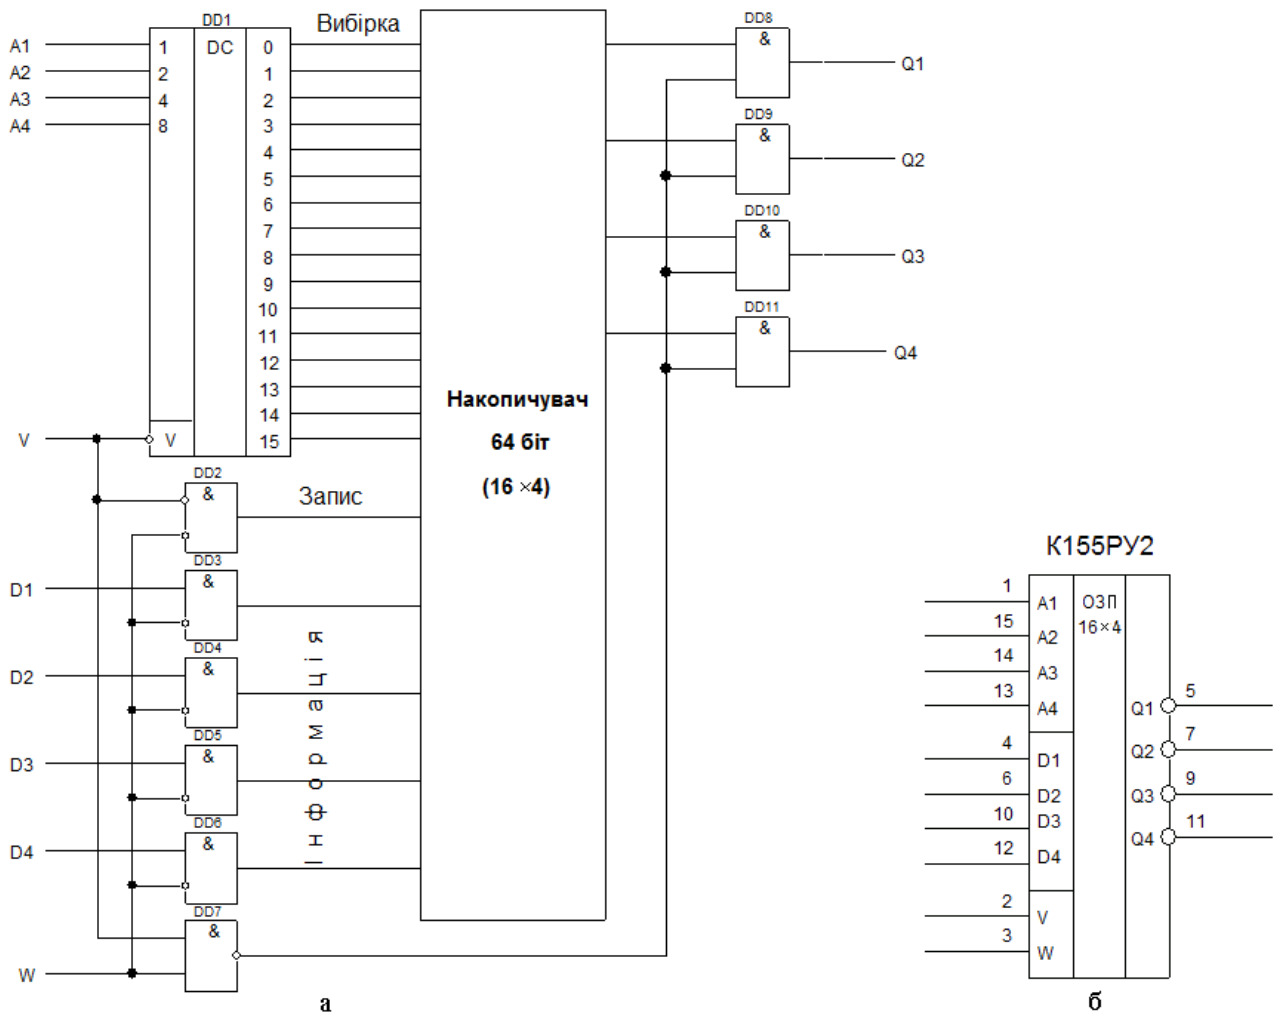 DD1
Вибірка
A1 1 DC 0
A2 2 1
A3 4 2
A4 8 3
4
5
6
7
8
9
10
11
12
13
14
V V 15
DD2
&
Запис
DD3
D1 &
DD4
D2 &
DD5
D3 &
DD6
D4 &
DD7
&
W
Інформація
Накопичувач
64 біт
(16 ×4)
DD8
&
Q1
DD9
&
Q2
DD10
&
Q3
DD11
&
Q4
а
К155РУ2
1 A1 ОЗП
15 A2 16×4
14 A3
13 A4 Q1 5
4 D1 Q2 7
6 D2 Q3 9
10 D3 Q4 11
12 D4
2 V
3 W
б